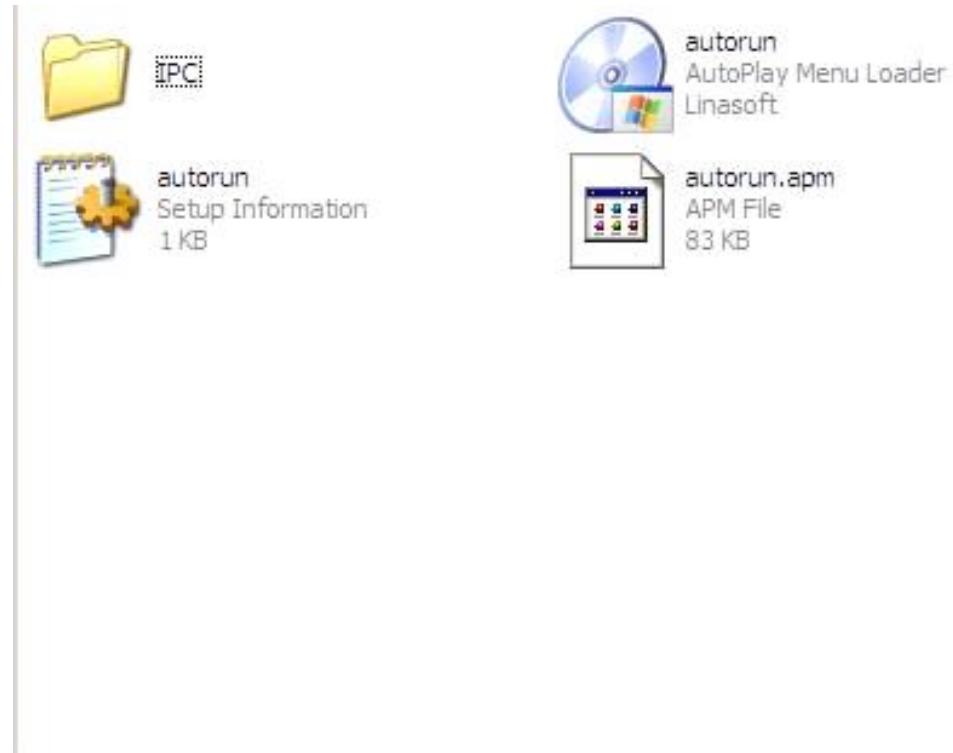 IPC
autorun
AutoPlay Menu Loader
Linasoft
autorun
Setup Information
1 KB
autorun.apm
APM File
83 KB